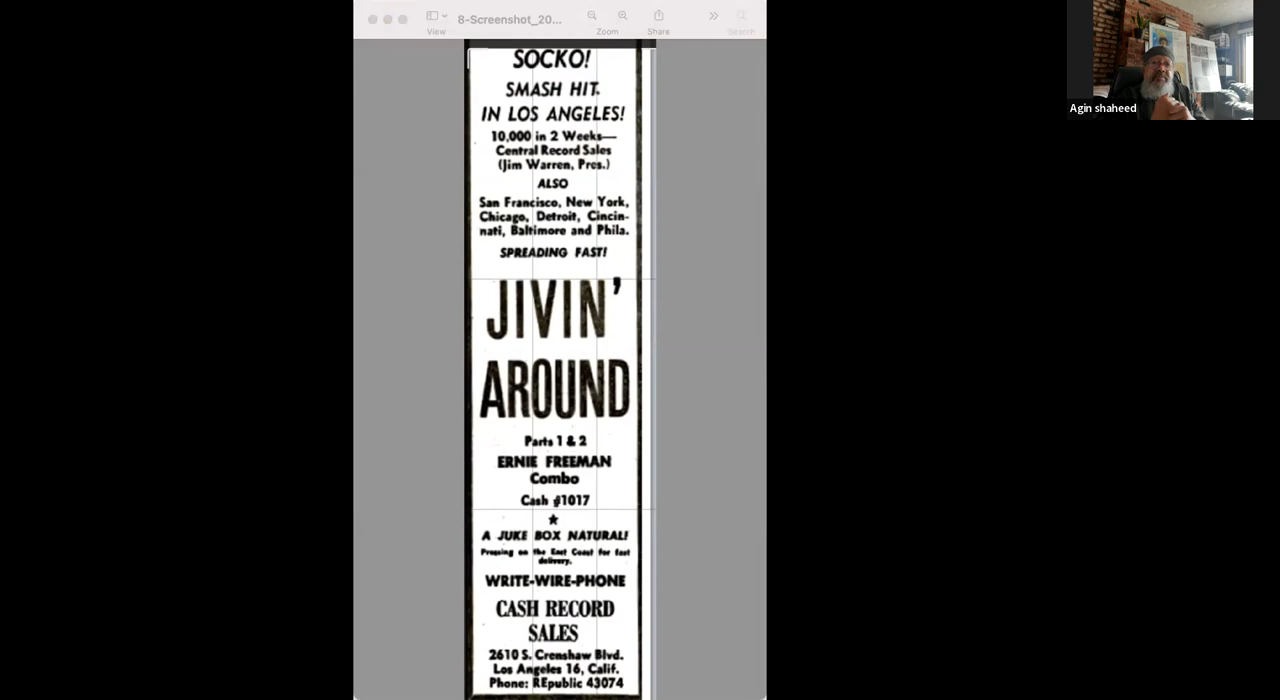 8-Screenshot_20...
View
Zoom
Share
Search
Agin shaheed
SOCKO!
SMASH HIT
IN LOS ANGELES!
10,000 in 2 Weeks—
Central Record Sales
(Jim Warren, Pres.)
ALSO
San Francisco, New York,
Chicago, Detroit, Cincin-
nati, Baltimore and Phila.
SPREADING FAST!
JIVIN'
AROUND
Parts 1 & 2
ERNIE FREEMAN
Combo
Cash #1017
A JUKE BOX NATURAL!
Pressing on the East Coast for fast
delivery.
WRITE-WIRE-PHONE
CASH RECORD
SALES
2610 S. Crenshaw Blvd.
Los Angeles 16, Calif.
Phone: REpublic 43074